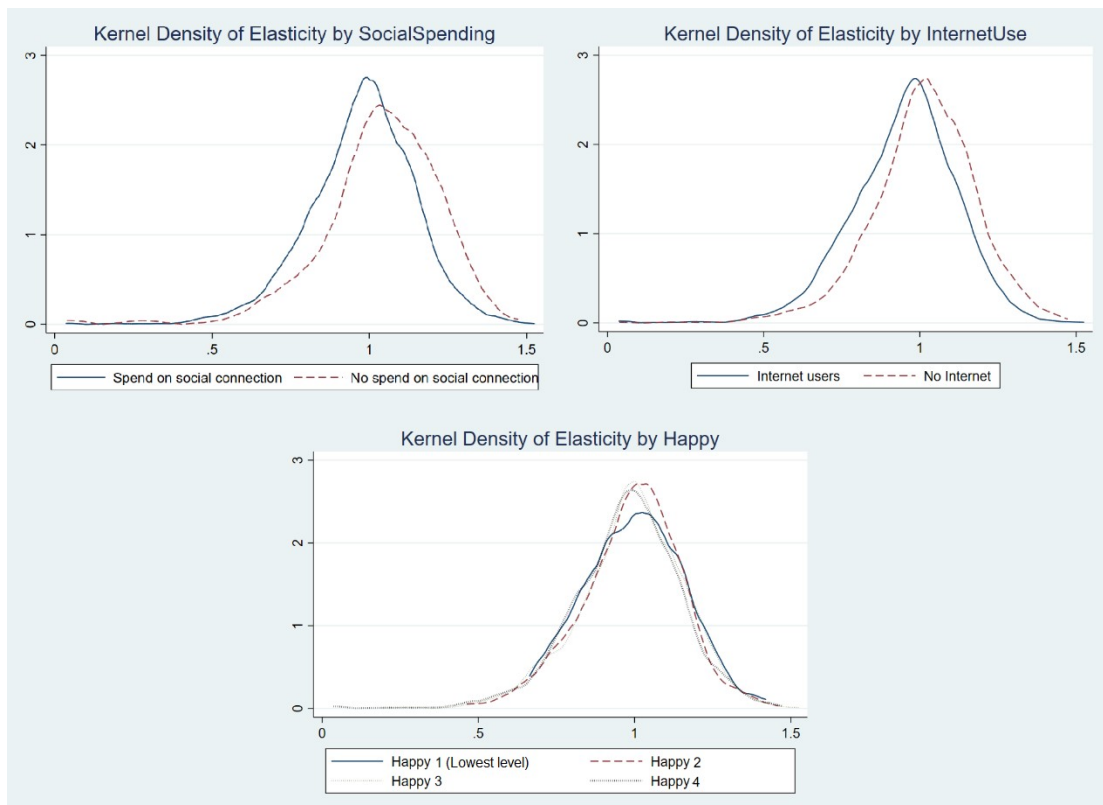 Kernel Density of Elasticity by SocialSpending
3
2
1
0
0 .5 1 1.5
Spend on social connection No spend on social connection
Kernel Density of Elasticity by InternetUse
3
2
1
0
0 .5 1 1.5
Internet users No Internet
Kernel Density of Elasticity by Happy
3
2
1
0
0 .5 1 1.5
Happy 1 (Lowest level) Happy 2
Happy 3 Happy 4